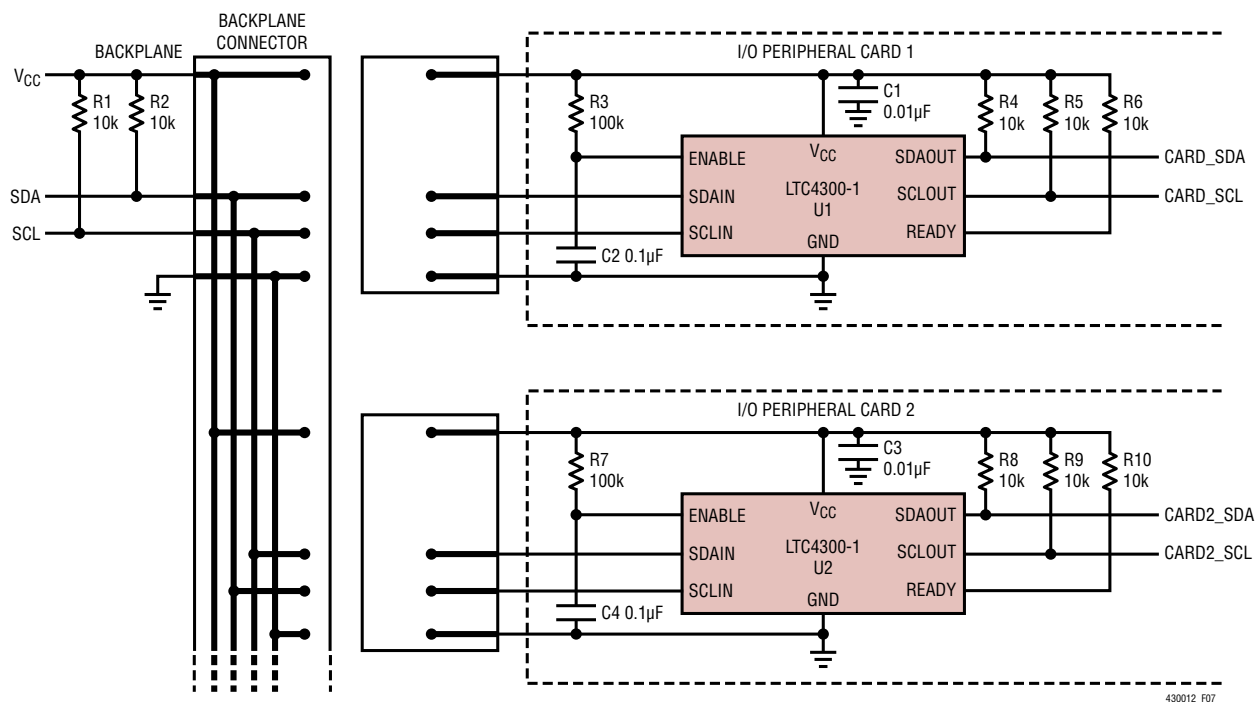 BACKPLANE
CONNECTOR
BACKPLANE
VCC
R1
10k
R2
10k
SDA
SCL
I/O PERIPHERAL CARD 1
R3
100k
C1
0.01µF
R4
10k
R5
10k
R6
10k
ENABLE
VCC
SDAOUT
CARD_SDA
SDAIN
LTC4300-1
U1
SCLOUT
CARD_SCL
SCLIN
GND
READY
C2 0.1µF
I/O PERIPHERAL CARD 2
R7
100k
C3
0.01µF
R8
10k
R9
10k
R10
10k
ENABLE
VCC
SDAOUT
CARD2_SDA
SDAIN
LTC4300-1
U2
SCLOUT
CARD2_SCL
SCLIN
GND
READY
C4 0.1µF
430012 F07